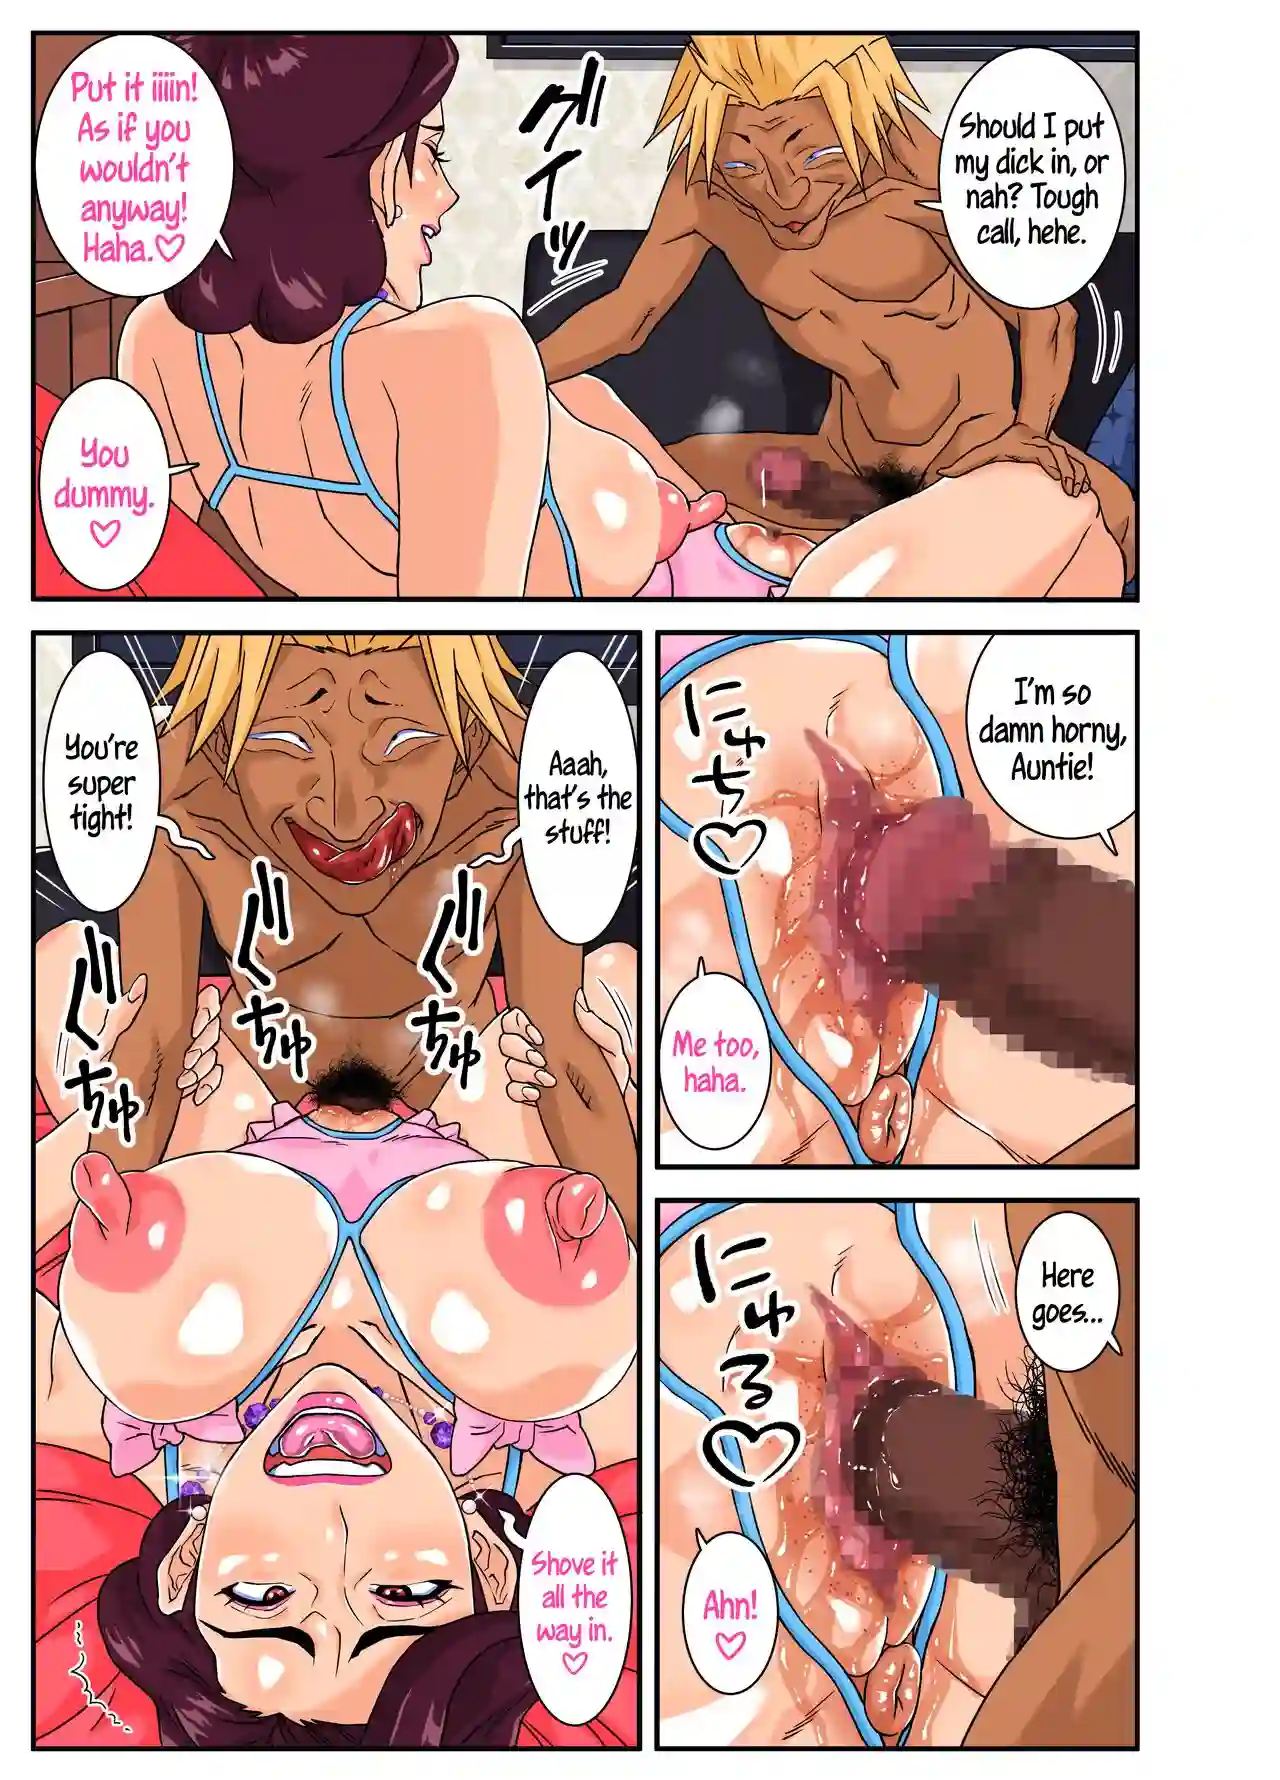 Should I put
my dick in, or
nah? Tough
call, hehe.
グイッ
Put it iiiin!
As if you
wouldn't
anyway!
Haha.♡
You
dummy.
♡
I'm so
damn horny,
Auntie!
にゅち♡
Me too,
haha.
Here
goes...
にゅる♡
Ahn!
♡
Aaah,
that's the
stuff!
You're
super
tight!
ぐちゅ
ぐちゅ
ぐちゅ
Shove it
all the
way in.
♡